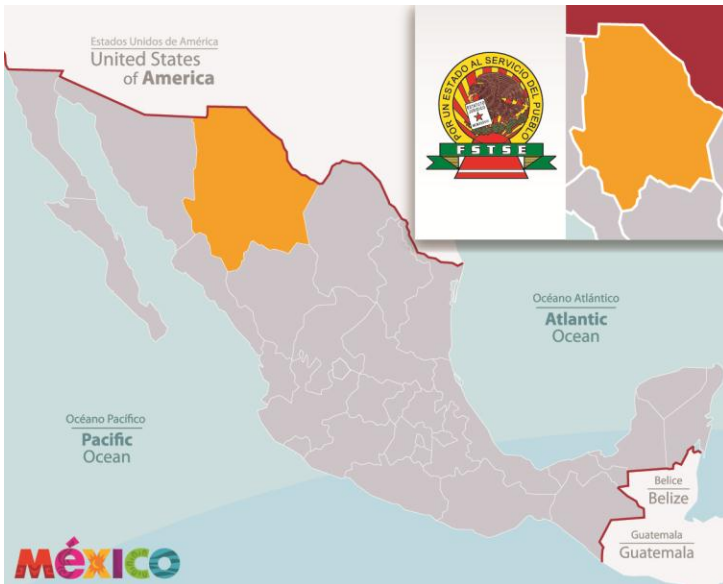 Estados Unidos de América
United States
of America
POR UN ESTADO AL SERVICIO DEL PUEBLO
FSTSE
Océano Atlántico
Atlantic
Ocean
Océano Pacífico
Pacific
Ocean
Belice
Belize
Guatemala
Guatemala
MéXICO